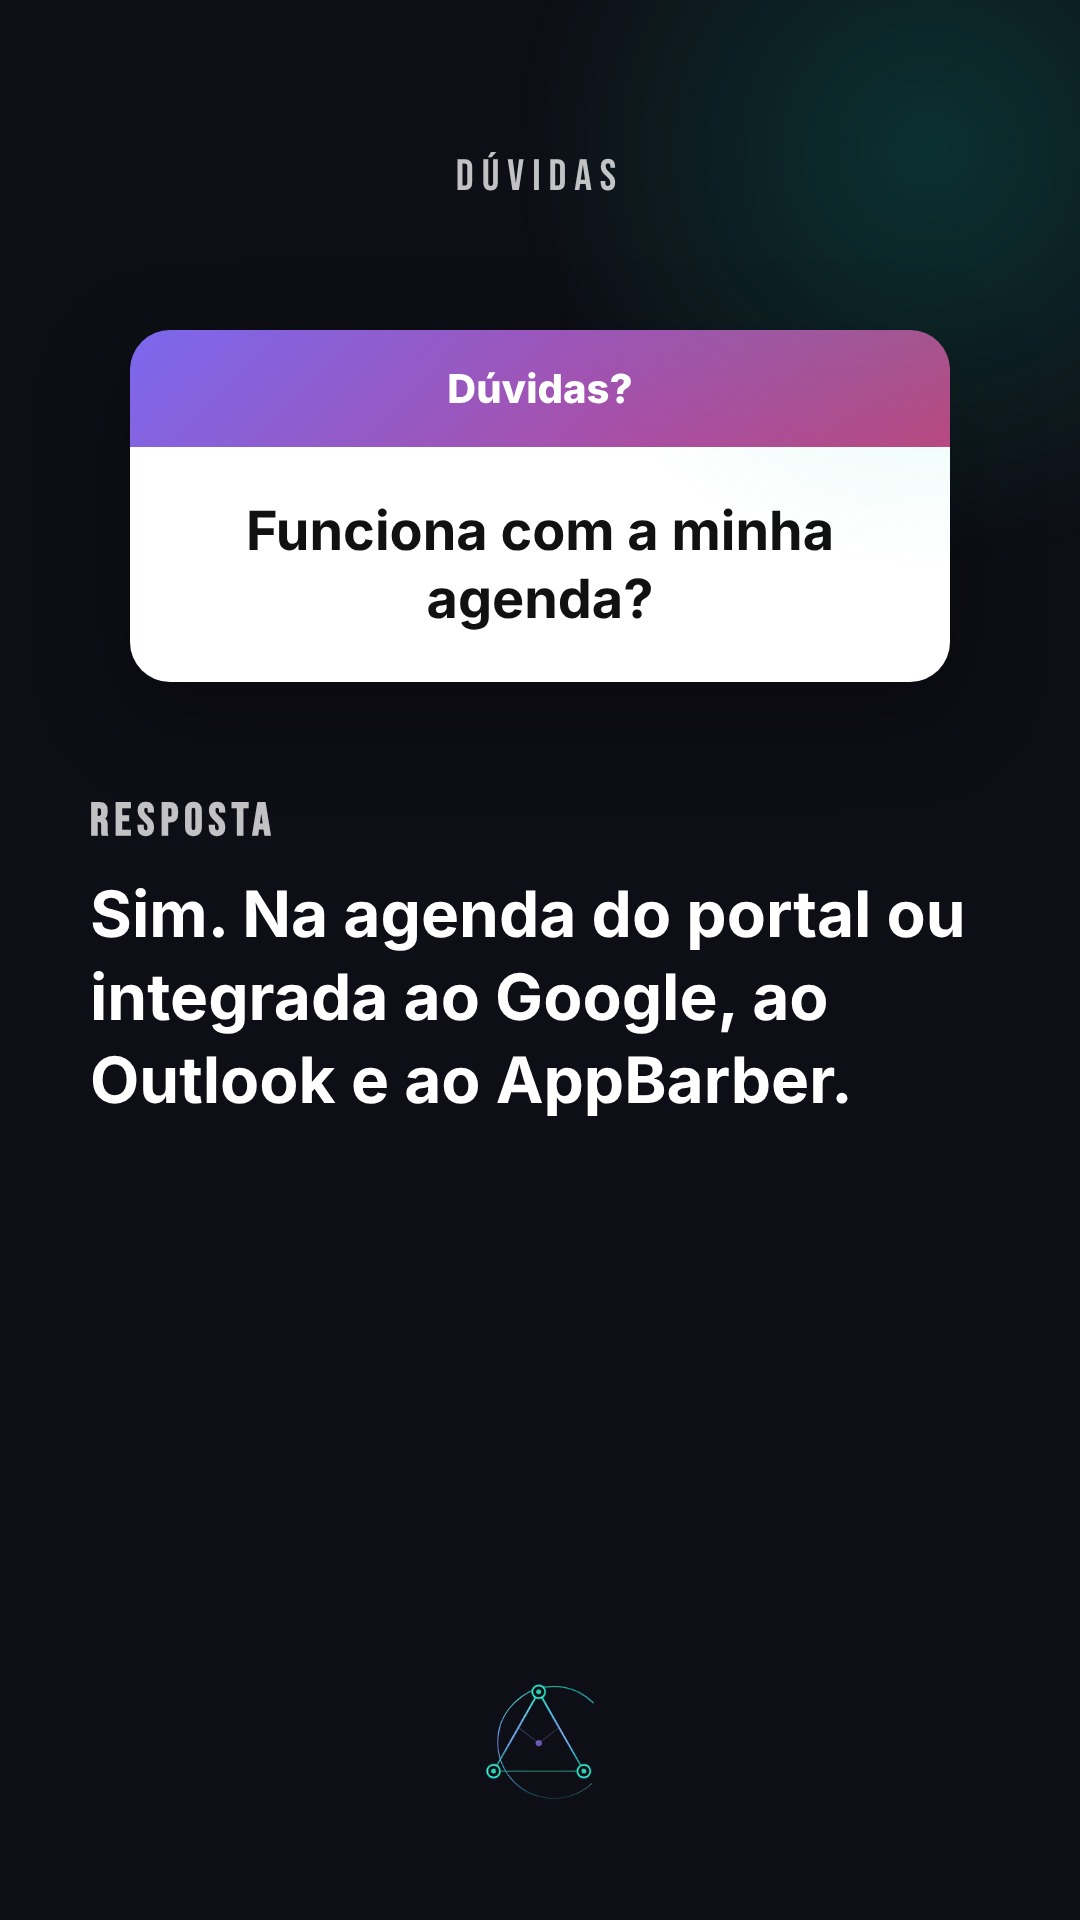 DÚVIDAS
Dúvidas?
Funciona com a minha
agenda?
RESPOSTA
Sim. Na agenda do portal ou
integrada ao Google, ao
Outlook e ao AppBarber.